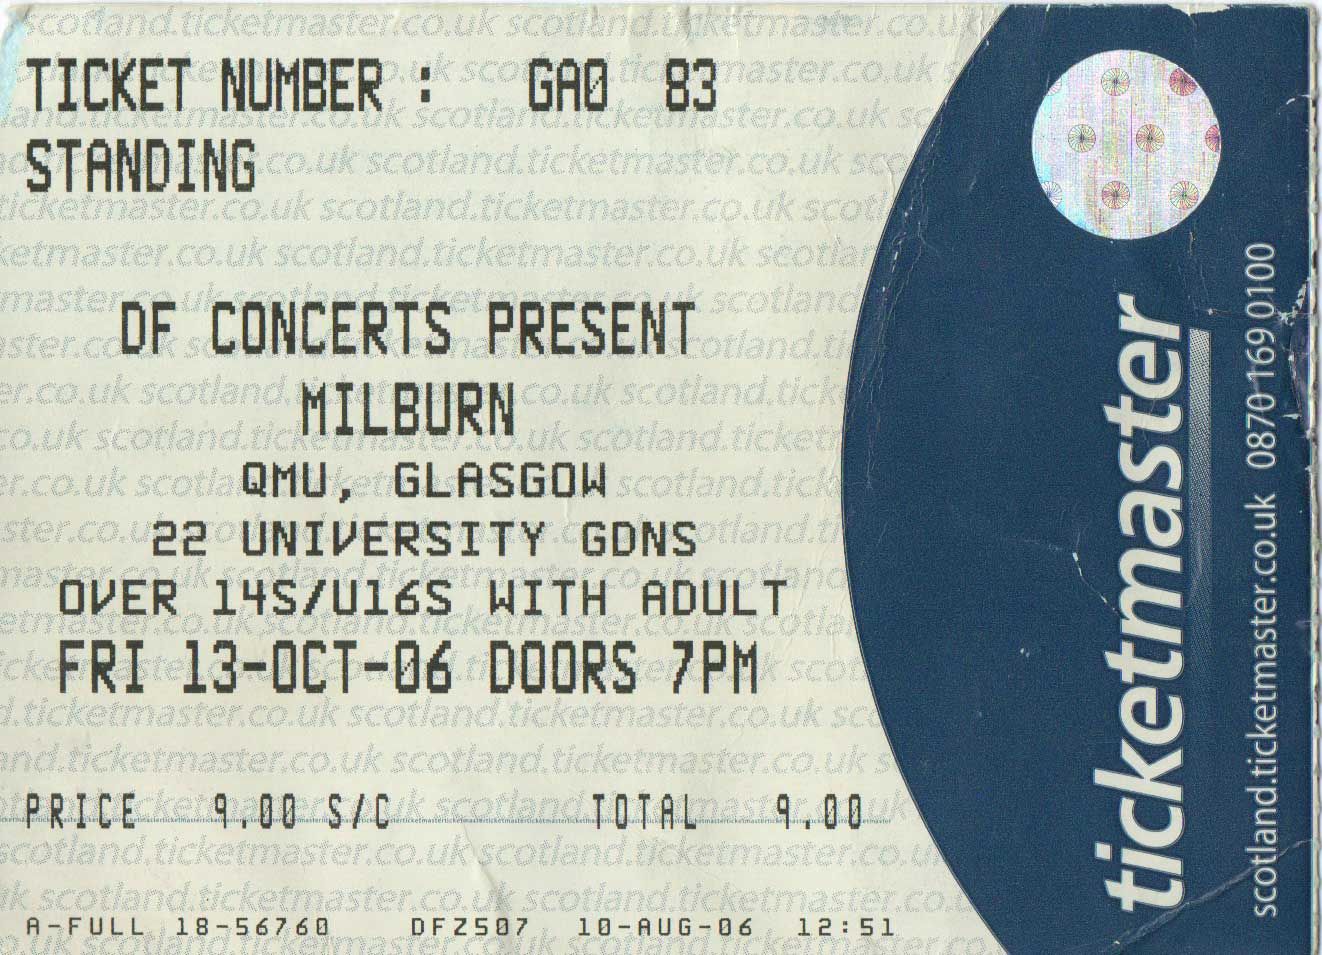 TICKET NUMBER : GA0 83
STANDING
DF CONCERTS PRESENT
MILBURN
QMU, GLASGOW
22 UNIVERSITY GDNS
OVER 14S/U16S WITH ADULT
FRI 13-OCT-06 DOORS 7PM
PRICE 9.00 S/C TOTAL 9.00
A-FULL 18-56760 DFZ507 10-AUG-06 12:51
ticketmaster
scotland.ticketmaster.co.uk 0870 169 0100